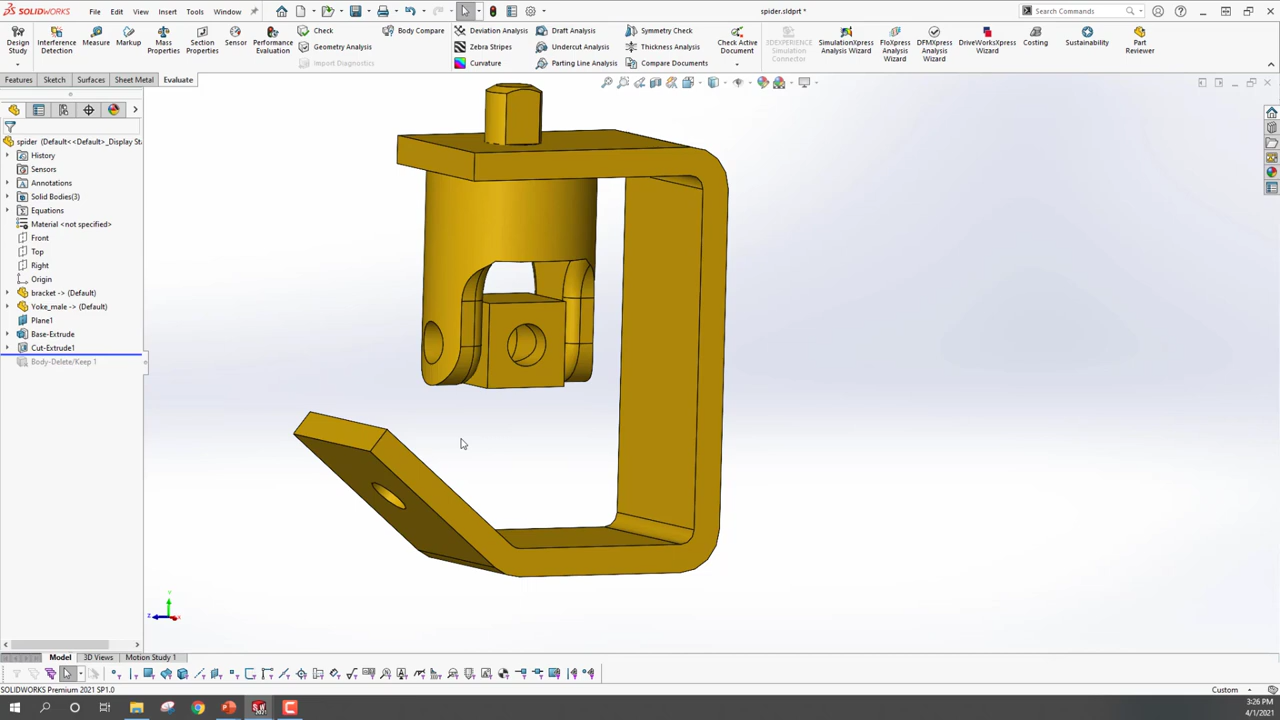 SOLIDWORKS File Edit View Insert Tools Window spider.sldprt * Search Commands
Design Study
Interference Detection
Measure
Markup
Mass Properties
Section Properties
Sensor
Performance Evaluation
Check
Geometry Analysis
Import Diagnostics
Body Compare
Deviation Analysis
Zebra Stripes
Curvature
Draft Analysis
Undercut Analysis
Parting Line Analysis
Symmetry Check
Thickness Analysis
Compare Documents
Check Active Document
3DEXPERIENCE Simulation Connector
SimulationXpress Analysis Wizard
FloXpress Analysis Wizard
DFMXpress Analysis Wizard
DriveWorksXpress Wizard
Costing
Sustainability
Part Reviewer
Features Sketch Surfaces Sheet Metal Evaluate
spider (Default<<Default>_Display St
History
Sensors
Annotations
Solid Bodies(3)
Equations
Material <not specified>
Front
Top
Right
Origin
bracket -> (Default)
Yoke_male -> (Default)
Plane1
Base-Extrude
Cut-Extrude1
Body-Delete/Keep 1
Model 3D Views Motion Study 1
SOLIDWORKS Premium 2021 SP1.0 Custom
3:26 PM
4/1/2021